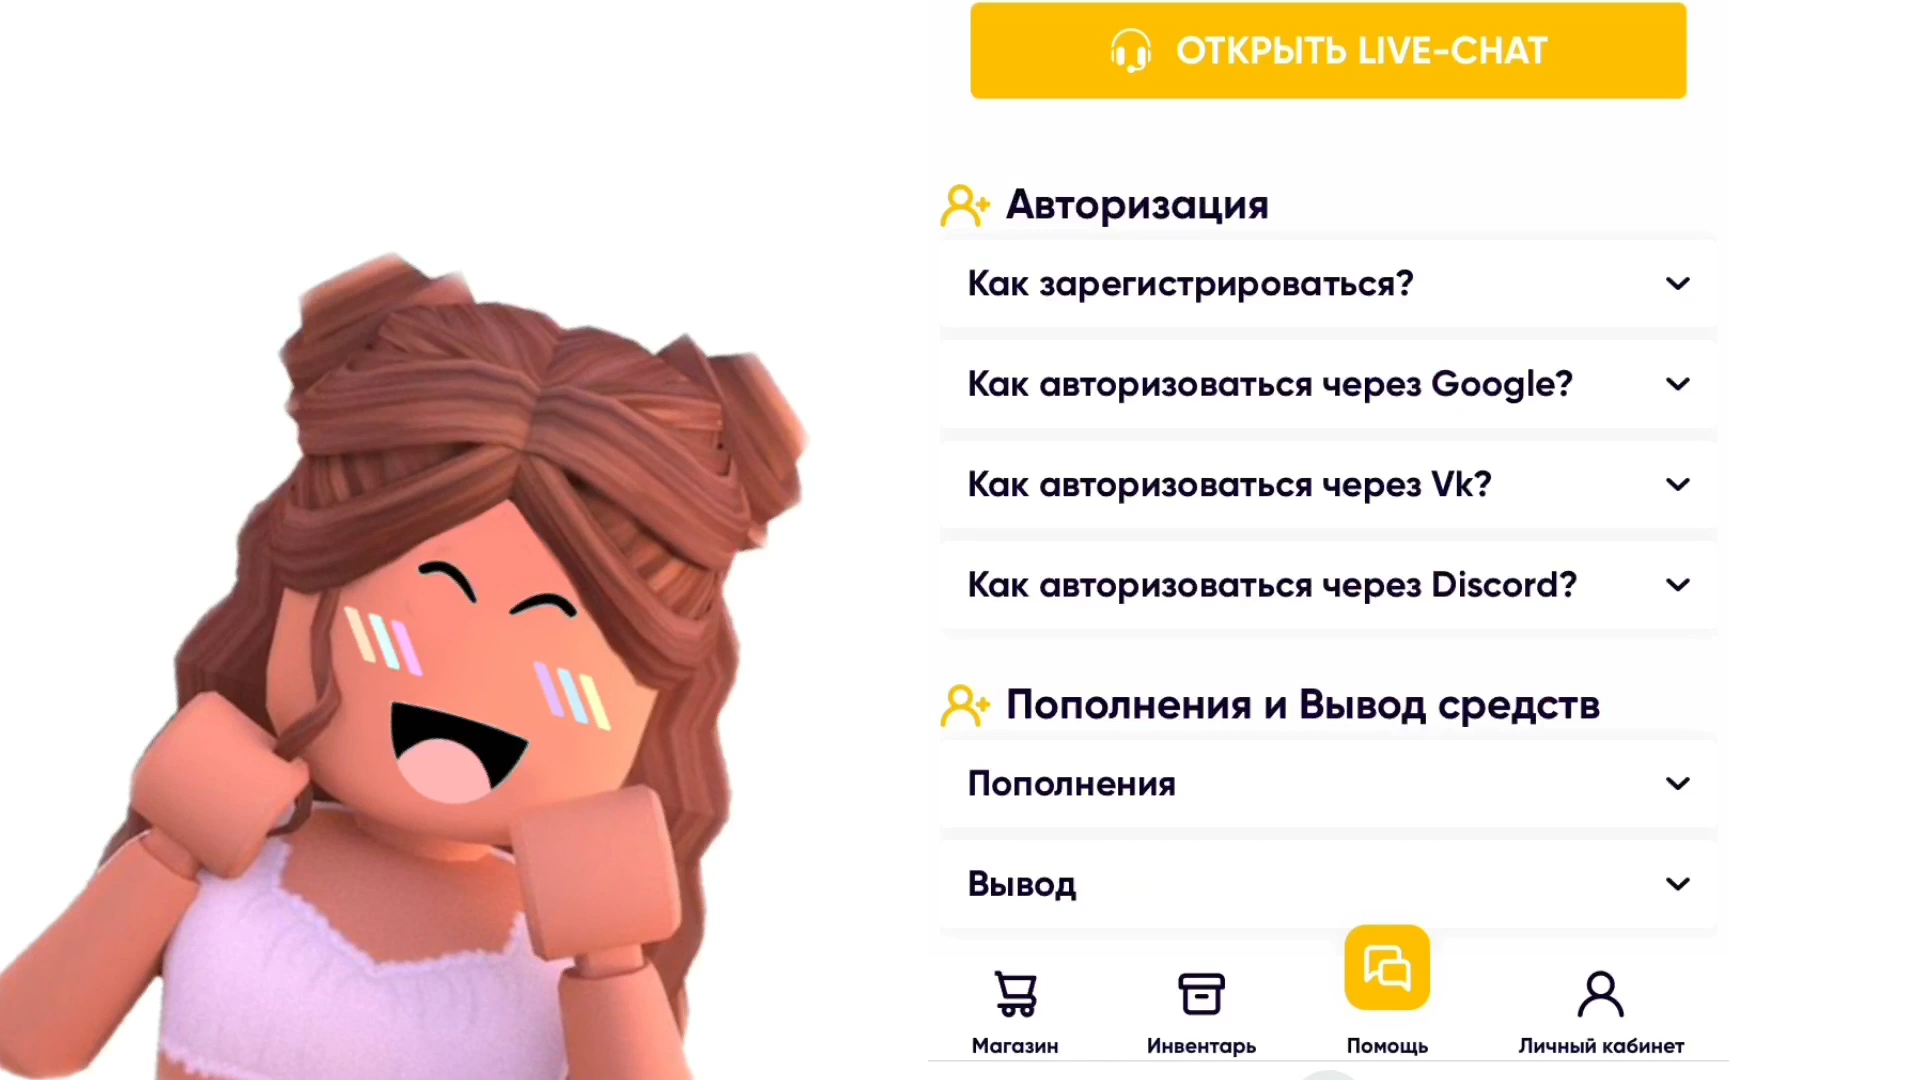 ОТКРЫТЬ LIVE-CHAT
Авторизация
Как зарегистрироваться?
Как авторизоваться через Google?
Как авторизоваться через Vk?
Как авторизоваться через Discord?
Пополнения и Вывод средств
Пополнения
Вывод
Магазин
Инвентарь
Помощь
Личный кабинет